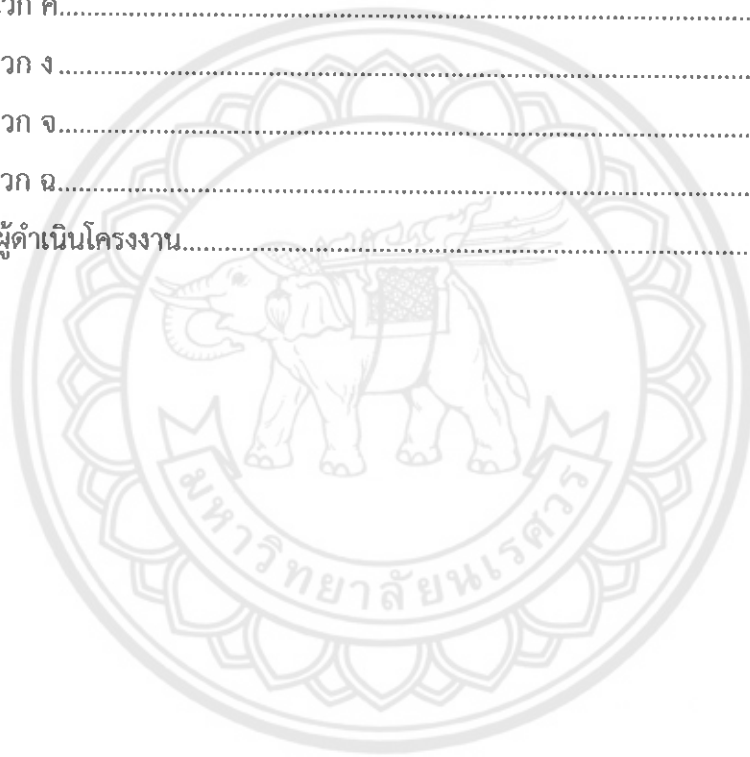 วก ค........................................................................
วก ง........................................................................
วก จ........................................................................
วก ฉ........................................................................
ผู้ดำเนินโครงงาน........................................................................
มหาวิทยาลัยนเรศวร